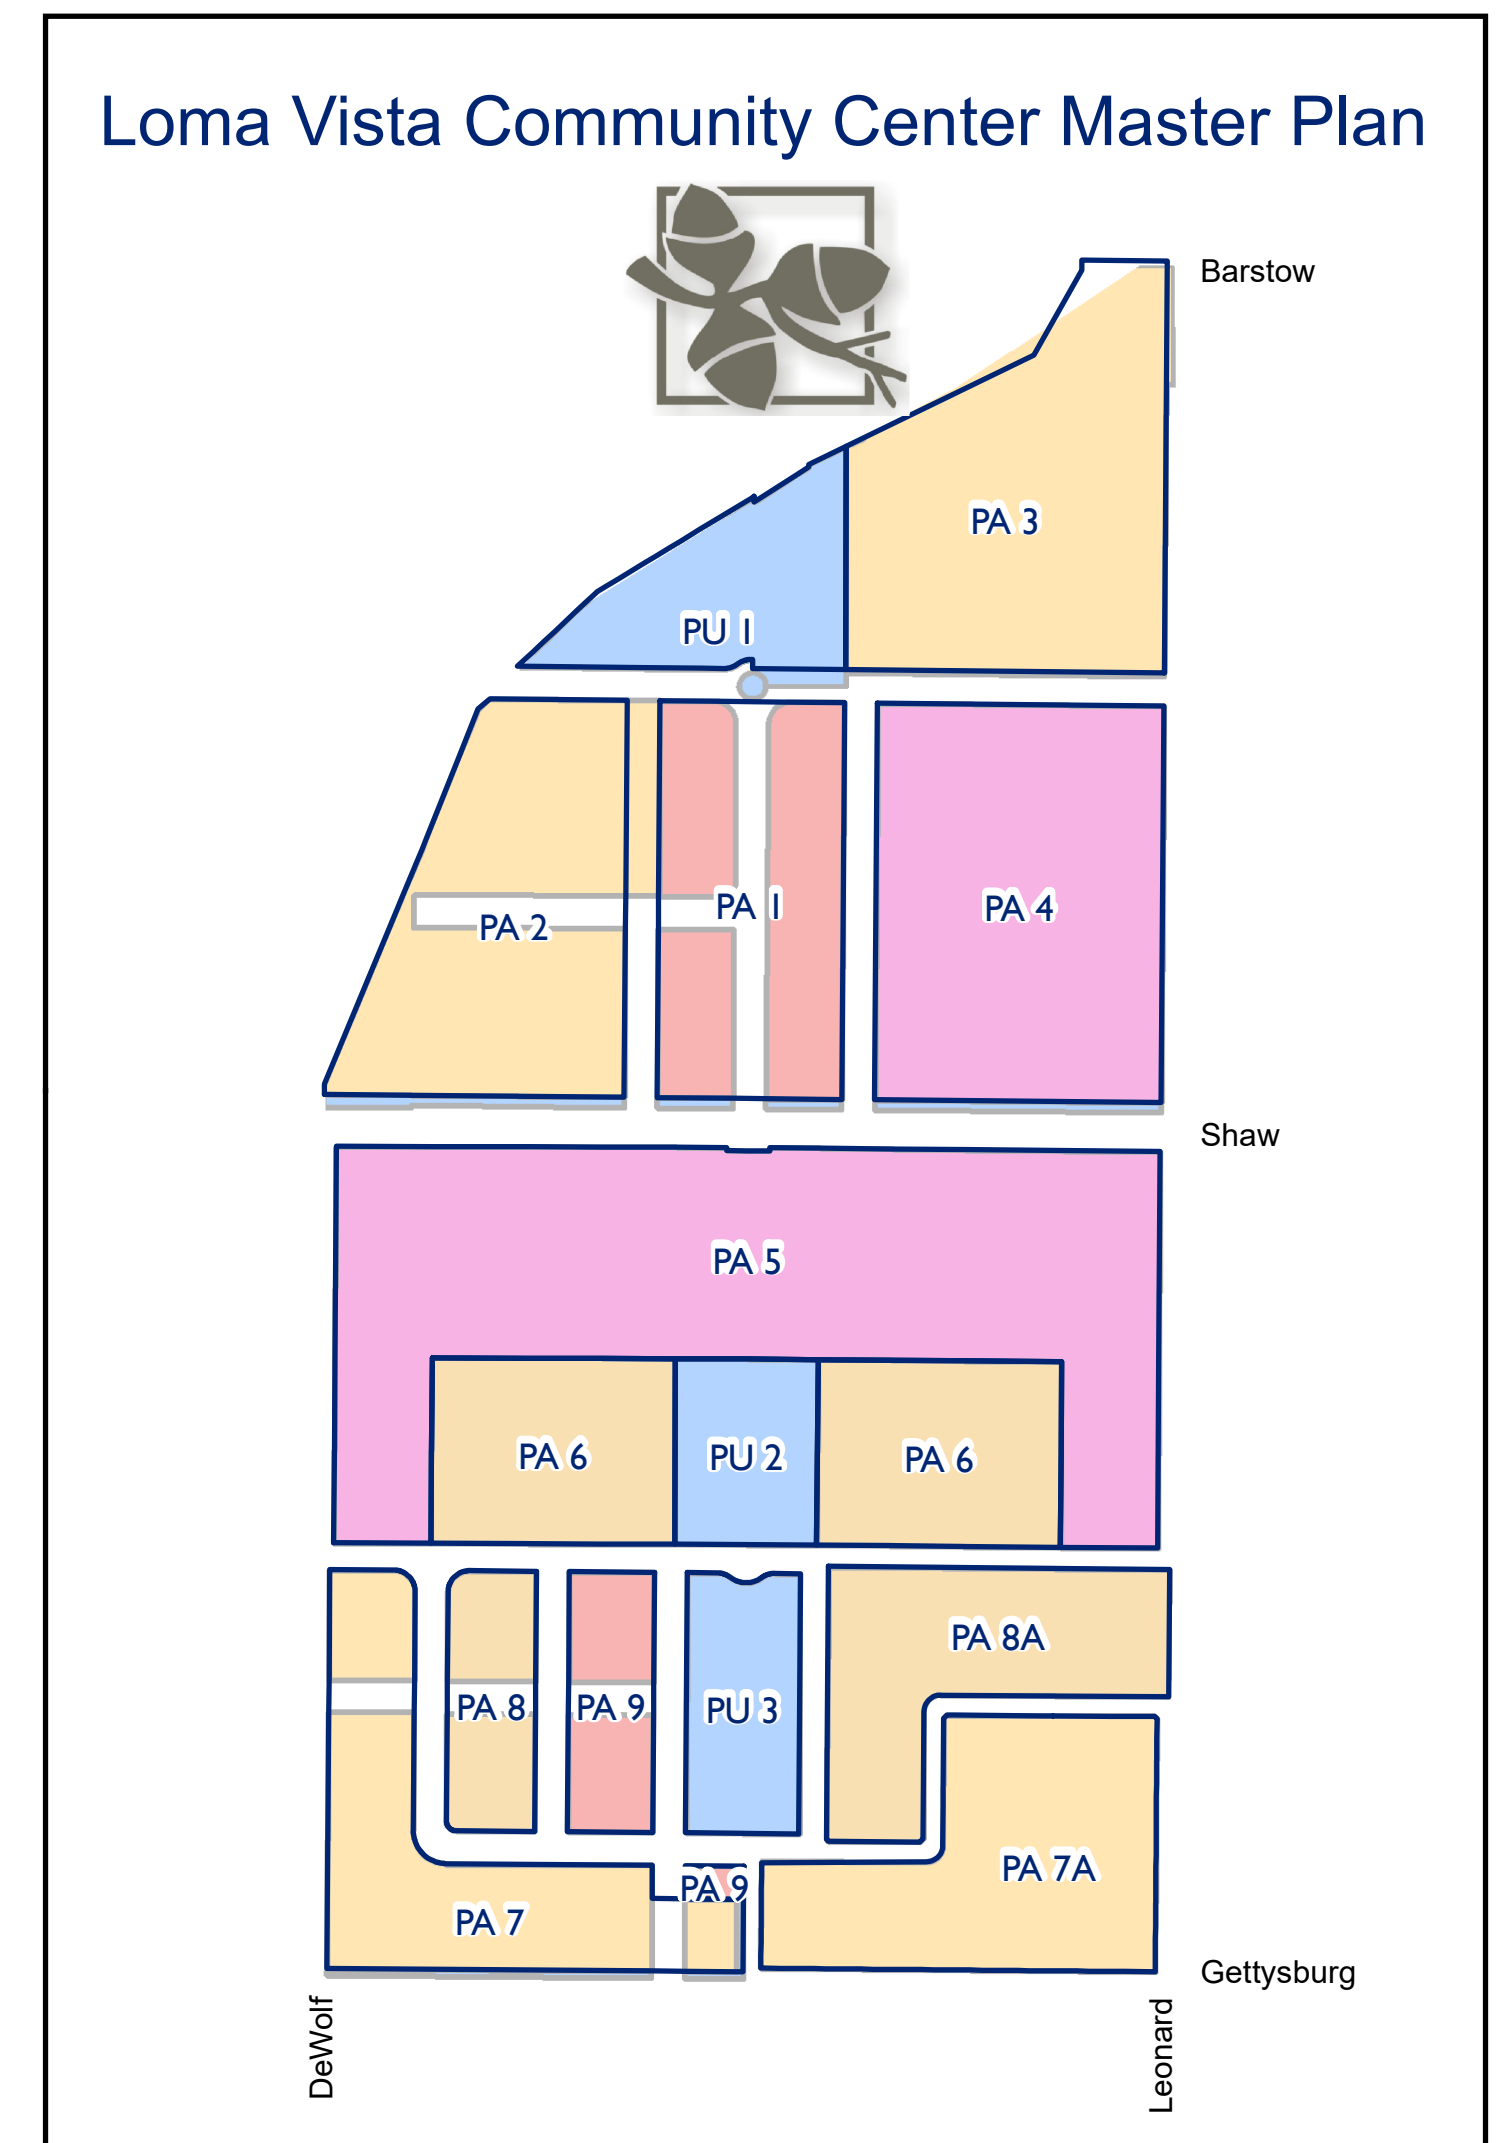 Loma Vista Community Center Master Plan
Barstow
PA 3
PU 1
PA 2
PA 1
PA 4
Shaw
PA 5
PA 6
PU 2
PA 6
PA 8A
PA 8
PA 9
PU 3
PA 7A
PA 9
PA 7
Gettysburg
DeWolf
Leonard